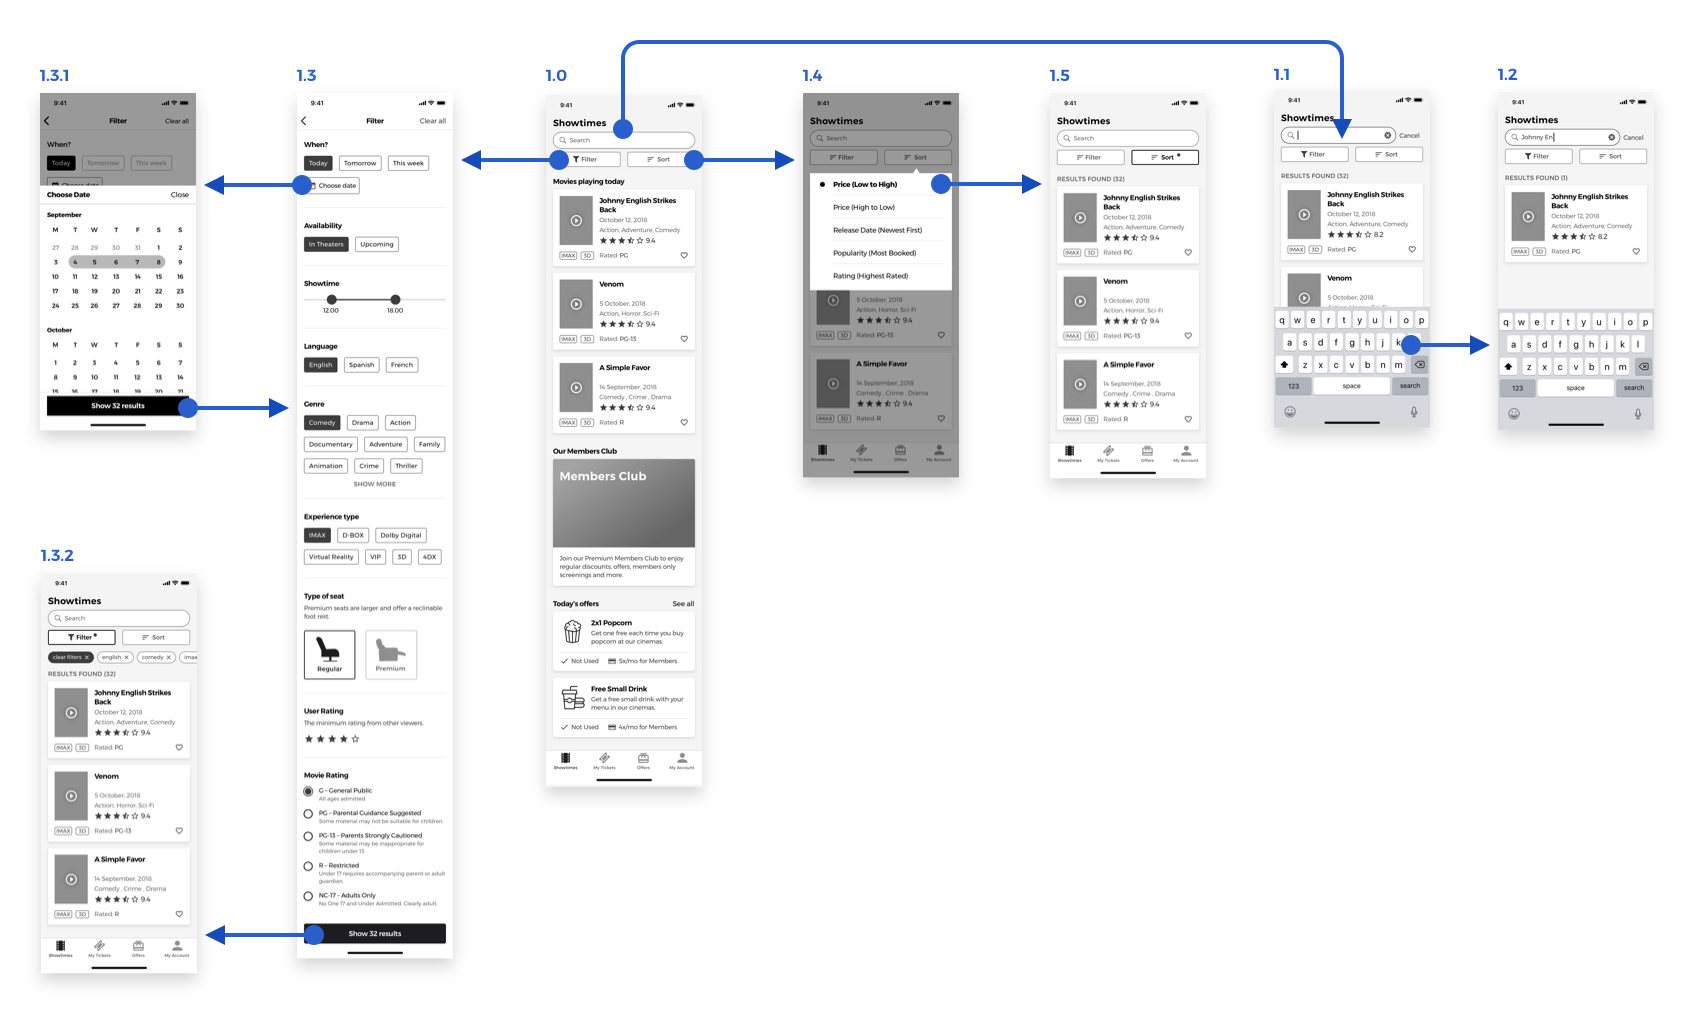 1.3.1
9:41
Filter
Clear all
When?
Today
Tomorrow
This week
Choose date
Choose Date
Close
September
M T W T F S S
27 28 29 30 31 1 2
3 4 5 6 7 8 9
10 11 12 13 14 15 16
17 18 19 20 21 22 23
24 25 26 27 28 29 30
October
M T W T F S S
1 2 3 4 5 6 7
8 9 10 11 12 13 14
15 16 17 18 19 20 21
Show 32 results
1.3
9:41
Filter
Clear all
When?
Today
Tomorrow
This week
Choose date
Availability
In Theaters
Upcoming
Showtime
12.00
18.00
Language
English
Spanish
French
Genre
Comedy
Drama
Action
Documentary
Adventure
Family
Animation
Crime
Thriller
SHOW MORE
Experience type
IMAX
D-BOX
Dolby Digital
Virtual Reality
VIP
3D
4DX
Type of seat
Premium seats are larger and offer a reclinable
foot rest.
Regular
Premium
User Rating
The minimum rating from other viewers.
Movie Rating
G – General Public
All ages admitted.
PG – Parental Guidance Suggested
Some material may not be suitable for children.
PG-13 – Parents Strongly Cautioned
Some material may be inappropriate for
children under 13.
R – Restricted
Under 17 requires accompanying parent or adult
guardian.
NC-17 – Adults Only
No One 17 and Under Admitted. Clearly adult.
Show 32 results
1.0
9:41
Showtimes
Search
Filter
Sort
Movies playing today
Johnny English Strikes
Back
October 12, 2018
Action, Adventure, Comedy
9.4
IMAX
3D
Rated: PG
Venom
5 October, 2018
Action, Horror, Sci-Fi
9.4
IMAX
3D
Rated: PG-13
A Simple Favor
14 September, 2018
Comedy , Crime , Drama
9.4
IMAX
3D
Rated: R
Our Members Club
Members Club
Join our Premium Members Club to enjoy
regular discounts, offers, members only
screenings and more.
Today's offers
See all
2x1 Popcorn
Get one free each time you buy
popcorn at our cinemas.
Not Used
5x/mo for Members
Free Small Drink
Get a free small drink with your
menu in our cinemas.
Not Used
4x/mo for Members
Showtimes
My Tickets
Offers
My Account
1.4
9:41
Showtimes
Search
Filter
Sort
Price (Low to High)
Price (High to Low)
Release Date (Newest First)
Popularity (Most Booked)
Rating (Highest Rated)
5 October, 2018
Action, Horror, Sci-Fi
9.4
IMAX
3D
Rated: PG-13
A Simple Favor
14 September, 2018
Comedy , Crime , Drama
9.4
IMAX
3D
Rated: R
Showtimes
My Tickets
Offers
My Account
1.5
9:41
Showtimes
Search
Filter
Sort
RESULTS FOUND (32)
Johnny English Strikes
Back
October 12, 2018
Action, Adventure, Comedy
9.4
IMAX
3D
Rated: PG
Venom
5 October, 2018
Action, Horror, Sci-Fi
9.4
IMAX
3D
Rated: PG-13
A Simple Favor
14 September, 2018
Comedy , Crime , Drama
9.4
IMAX
3D
Rated: R
Showtimes
My Tickets
Offers
My Account
1.1
9:41
Showtimes
Cancel
Filter
Sort
RESULTS FOUND (32)
Johnny English Strikes
Back
October 12, 2018
Action, Adventure, Comedy
8.2
IMAX
3D
Rated: PG
Venom
5 October, 2018
q w e r t y u i o p
a s d f g h j k
z x c v b n m
123
space
search
1.2
9:41
Showtimes
Johnny En
Cancel
Filter
Sort
RESULTS FOUND (1)
Johnny English Strikes
Back
October 12, 2018
Action, Adventure, Comedy
8.2
IMAX
3D
Rated: PG
q w e r t y u i o p
a s d f g h j k l
z x c v b n m
123
space
search
1.3.2
9:41
Showtimes
Search
Filter
Sort
clear filters
english
comedy
imax
RESULTS FOUND (32)
Johnny English Strikes
Back
October 12, 2018
Action, Adventure, Comedy
9.4
IMAX
3D
Rated: PG
Venom
5 October, 2018
Action, Horror, Sci-Fi
9.4
IMAX
3D
Rated: PG-13
A Simple Favor
14 September, 2018
Comedy , Crime , Drama
9.4
IMAX
3D
Rated: R
Showtimes
My Tickets
Offers
My Account